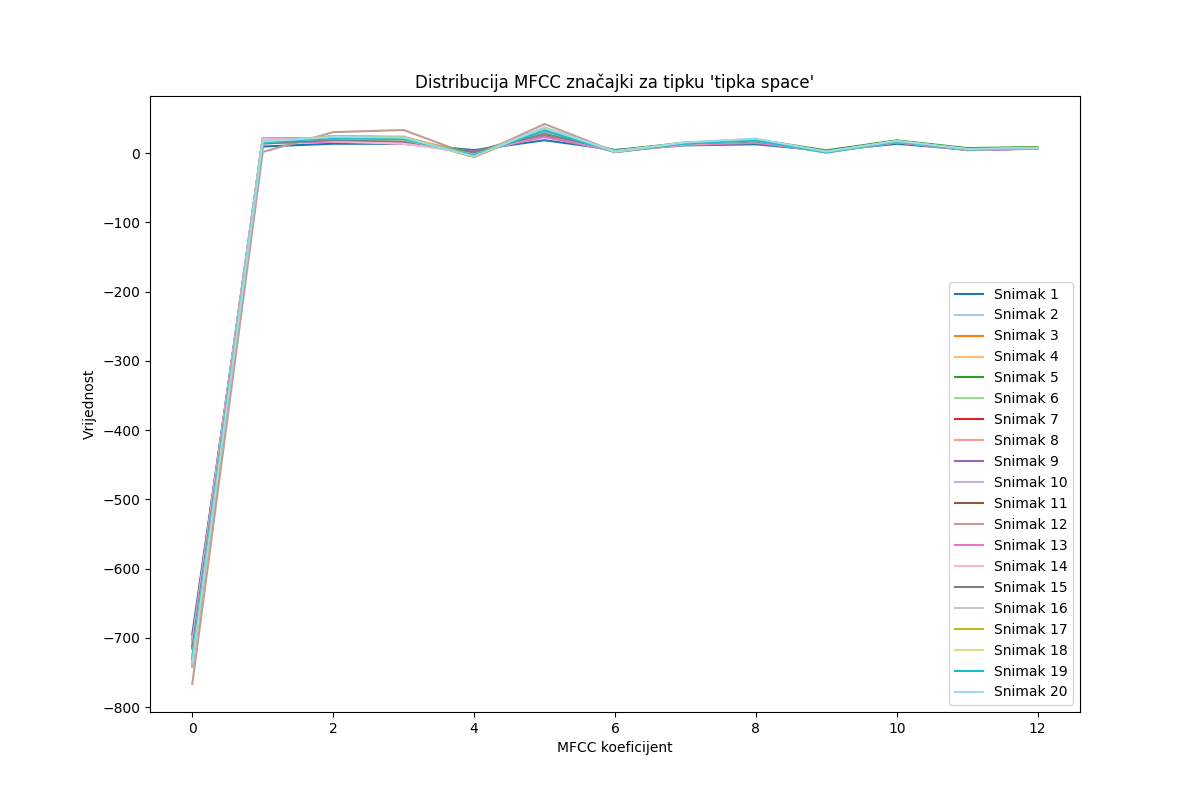 Distribucija MFCC značajki za tipku 'tipka space'
Vrijednost
0
−100
−200
−300
−400
−500
−600
−700
−800
Snimak 1
Snimak 2
Snimak 3
Snimak 4
Snimak 5
Snimak 6
Snimak 7
Snimak 8
Snimak 9
Snimak 10
Snimak 11
Snimak 12
Snimak 13
Snimak 14
Snimak 15
Snimak 16
Snimak 17
Snimak 18
Snimak 19
Snimak 20
0 2 4 6 8 10 12
MFCC koeficijent